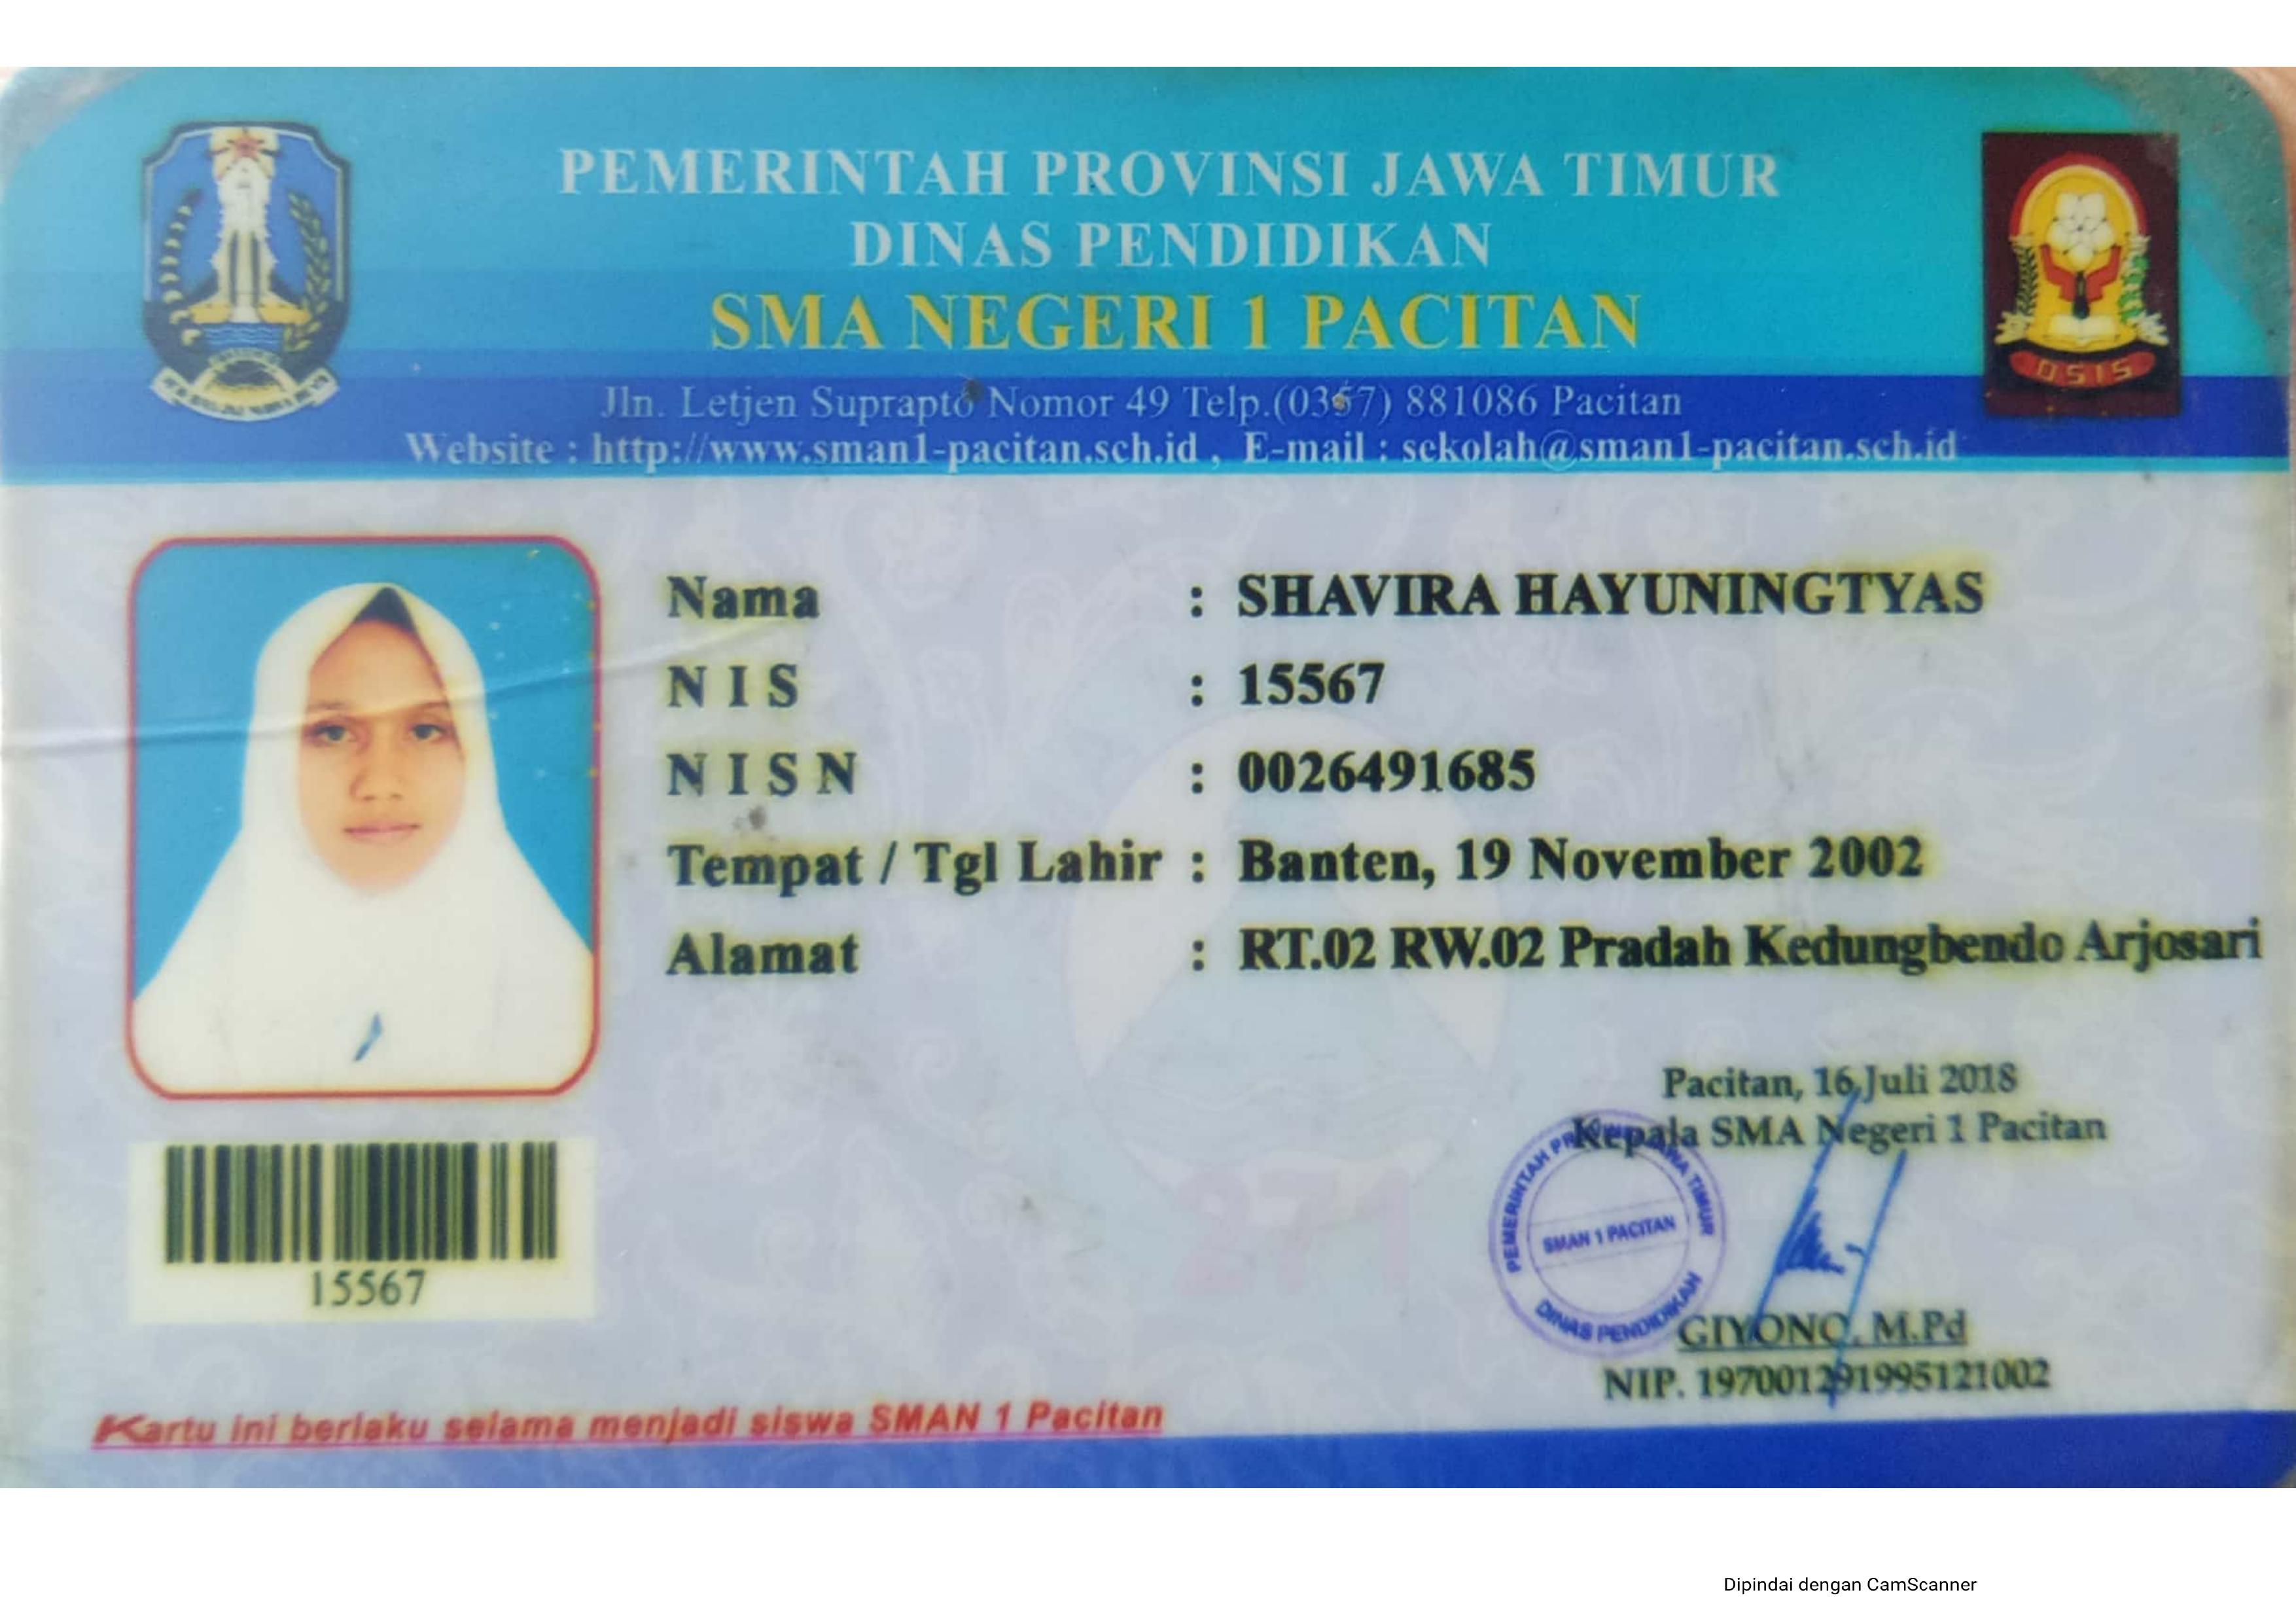 PEMERINTAH PROVINSI JAWA TIMUR
DINAS PENDIDIKAN
SMA NEGERI 1 PACITAN
Jln. Letjen Suprapto Nomor 49 Telp.(0357) 881086 Pacitan
Website : http://www.sman1-pacitan.sch.id , E-mail : sekolah@sman1-pacitan.sch.id
OSIS
Nama : SHAVIRA HAYUNINGTYAS
N I S : 15567
N I S N : 0026491685
Tempat / Tgl Lahir : Banten, 19 November 2002
Alamat : RT.02 RW.02 Pradah Kedungbendo Arjosari
271
Pacitan, 16 Juli 2018
Kepala SMA Negeri 1 Pacitan
PEMERINTAH PROVINSI JAWA TIMUR
SMAN 1 PACITAN
DINAS PENDIDIKAN
GIYONO, M.Pd
NIP. 197001291995121002
15567
Kartu ini berlaku selama menjadi siswa SMAN 1 Pacitan
Dipindai dengan CamScanner